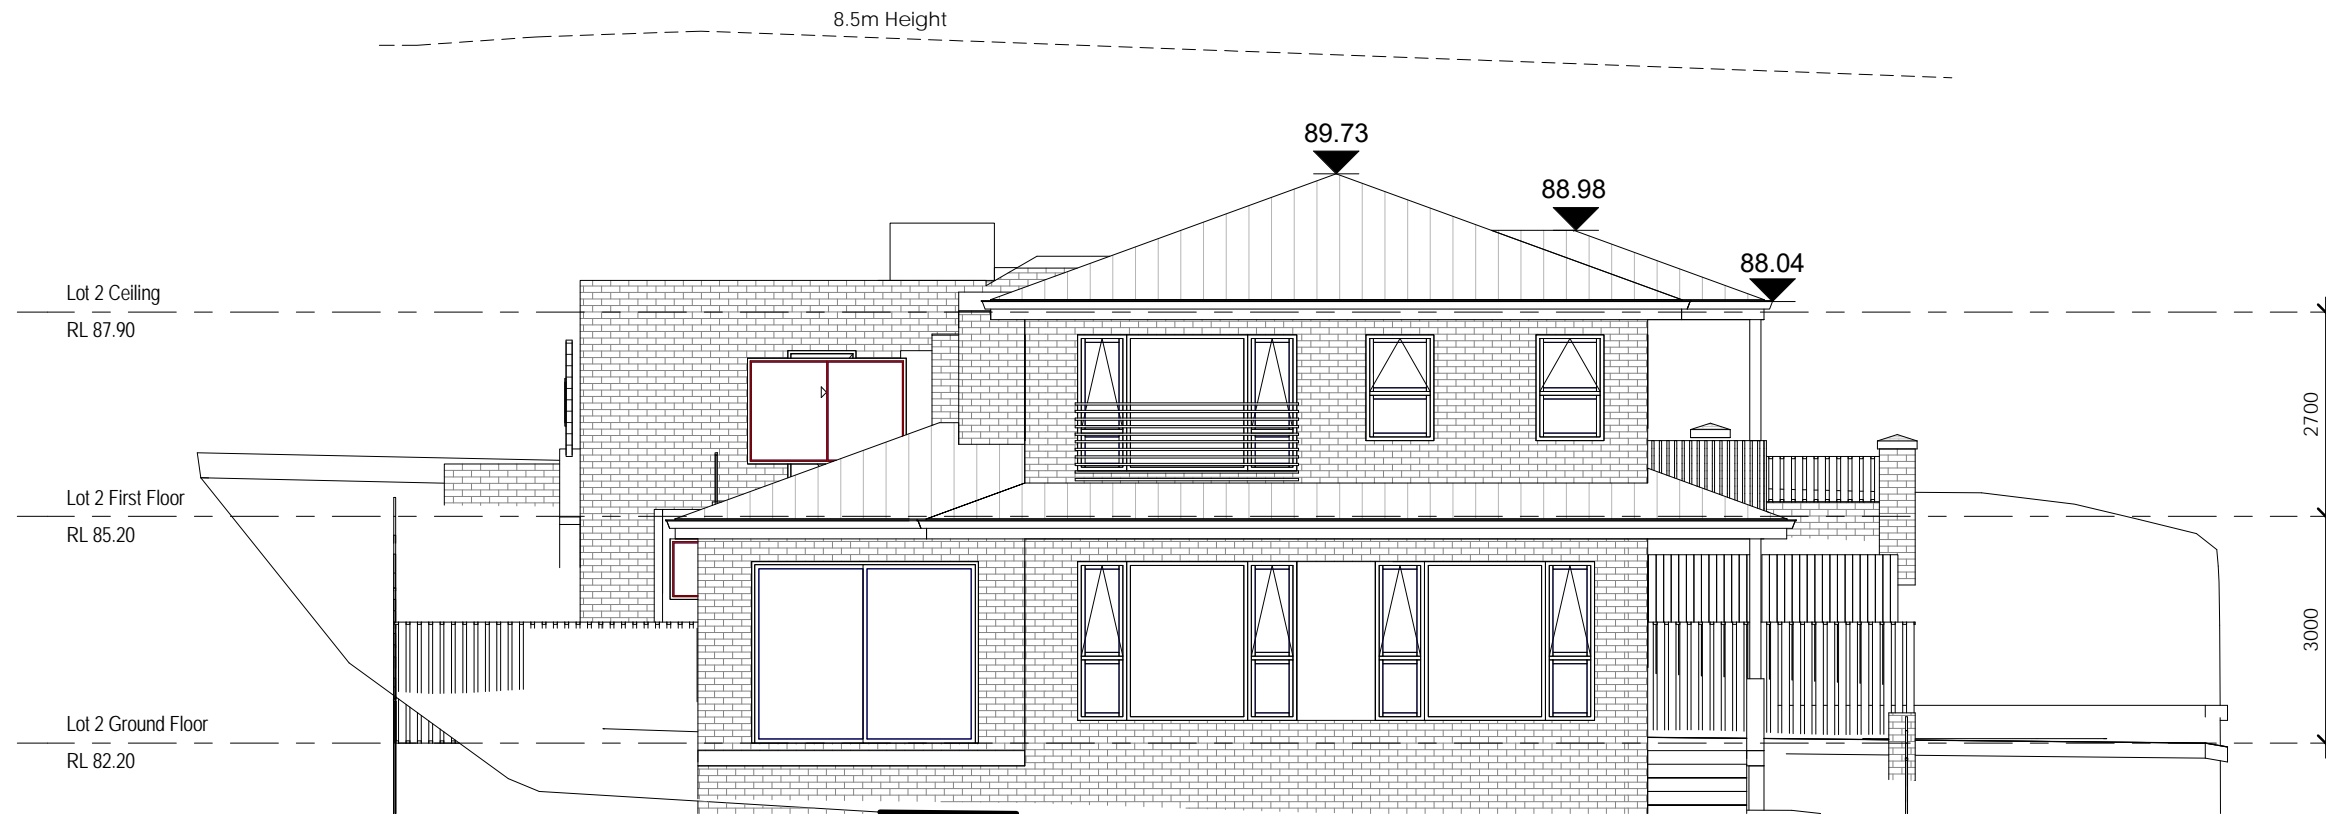 8.5m Height
89.73
88.98
88.04
Lot 2 Ceiling
RL 87.90
2700
Lot 2 First Floor
RL 85.20
3000
Lot 2 Ground Floor
RL 82.20